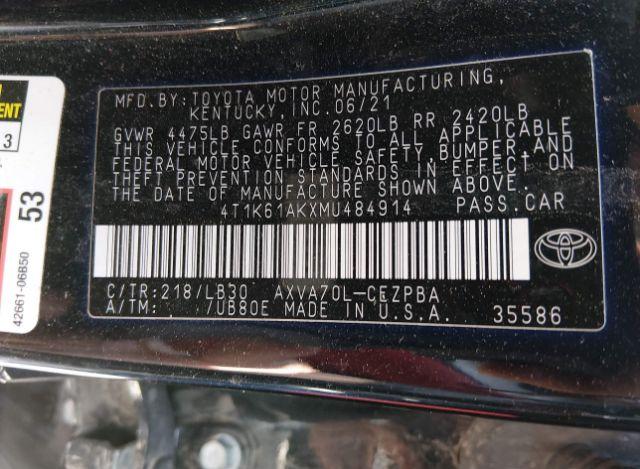 MFD.BY: TOYOTA MOTOR MANUFACTURING,
KENTUCKY, INC. 06/21
GVWR 4475LB GAWR FR 2620LB RR 2420LB
THIS VEHICLE CONFORMS TO ALL APPLICABLE
FEDERAL MOTOR VEHICLE SAFETY, BUMPER, AND
THEFT PREVENTION STANDARDS IN EFFECT ON
THE DATE OF MANUFACTURE SHOWN ABOVE.
4T1K61AKXMU484914 PASS.CAR
C/TR:218/LB30 AXVA70L-CEZPBA
A/TM: /UB80E MADE IN U.S.A. 35586
3
53
42661-06B50